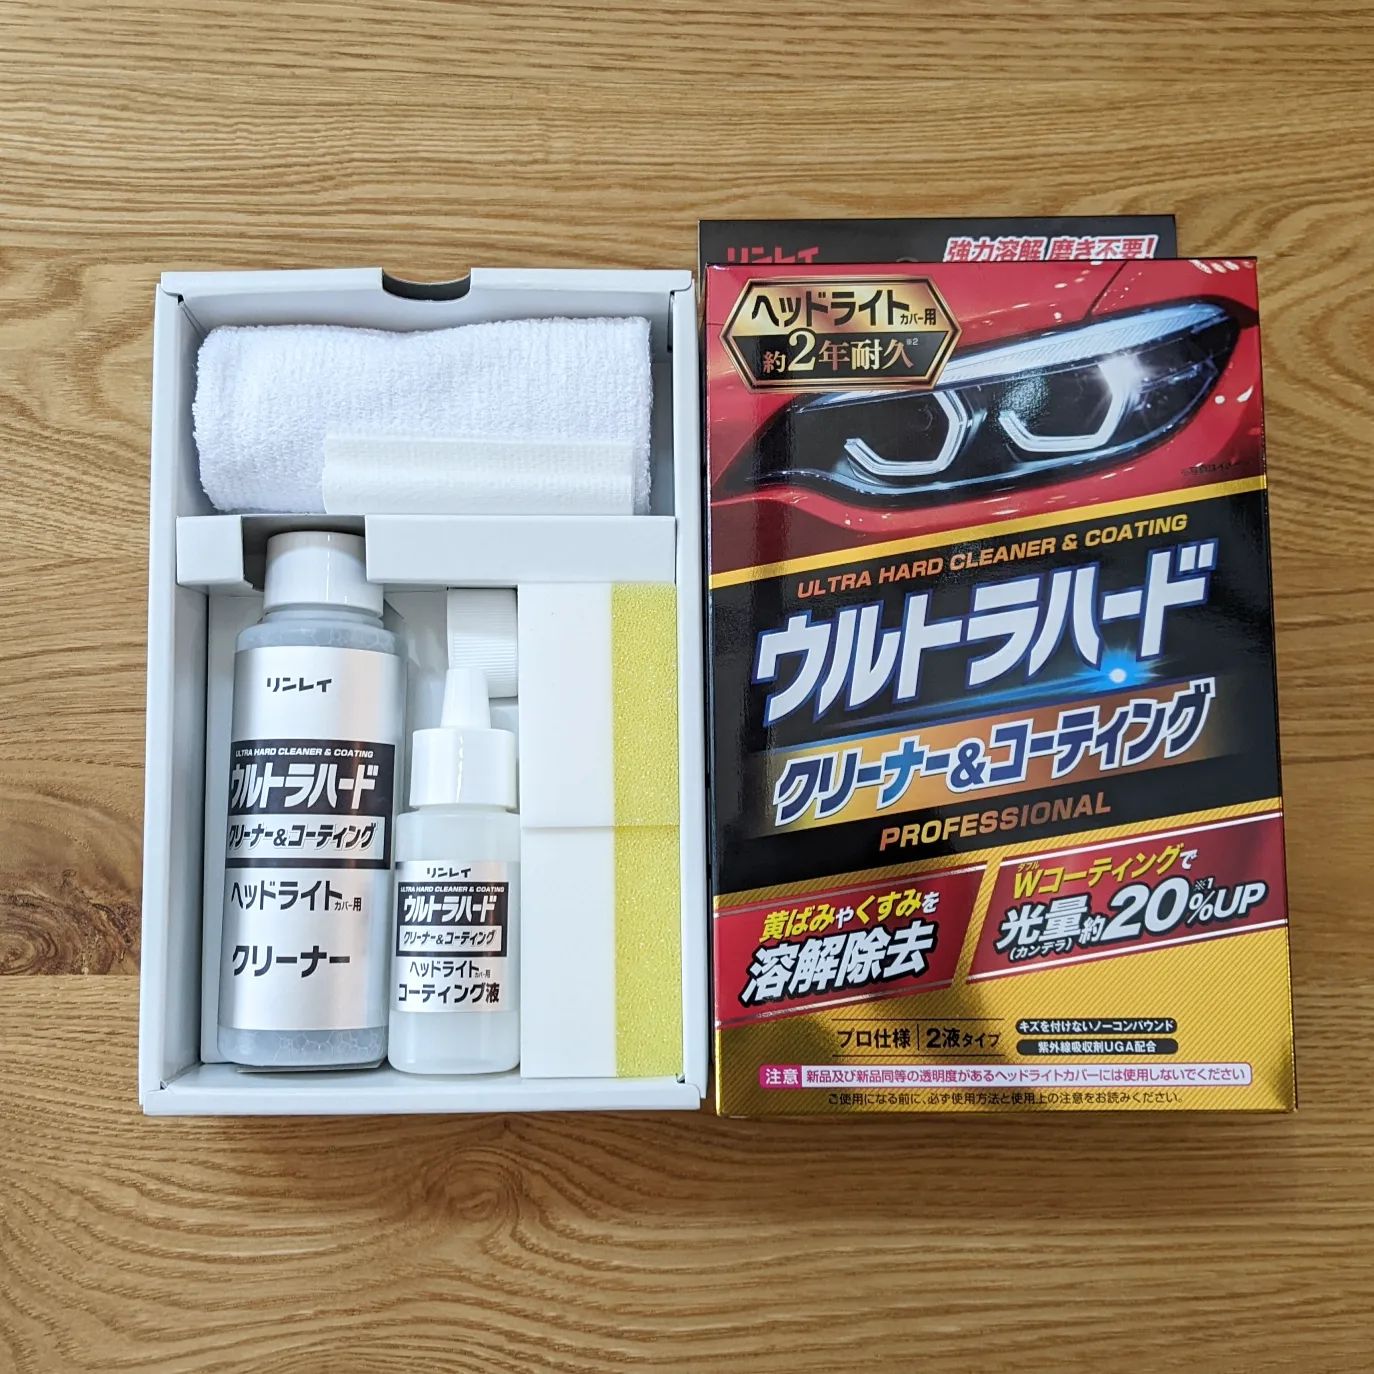 リンレイ
ULTRA HARD CLEANER & COATING
ウルトラハード
クリーナー&コーティング
ヘッドライトカバー用
クリーナー
リンレイ
ULTRA HARD CLEANER & COATING
ウルトラハード
クリーナー&コーティング
ヘッドライトカバー用
コーティング液
リンレイ
強力溶解 磨き不要!
ヘッドライトカバー用
約2年耐久※2
ULTRA HARD CLEANER & COATING
ウルトラハード
クリーナー&コーティング
PROFESSIONAL
黄ばみやくすみを
溶解除去
ダブル
Wコーティングで
光量(カンデラ)約20%UP※1
プロ仕様 2液タイプ
キズを付けないノーコンパウンド
紫外線吸収剤UGA配合
注意 新品及び新品同等の透明度があるヘッドライトカバーには使用しないでください
ご使用になる前に、必ず使用方法と使用上の注意をお読みください。